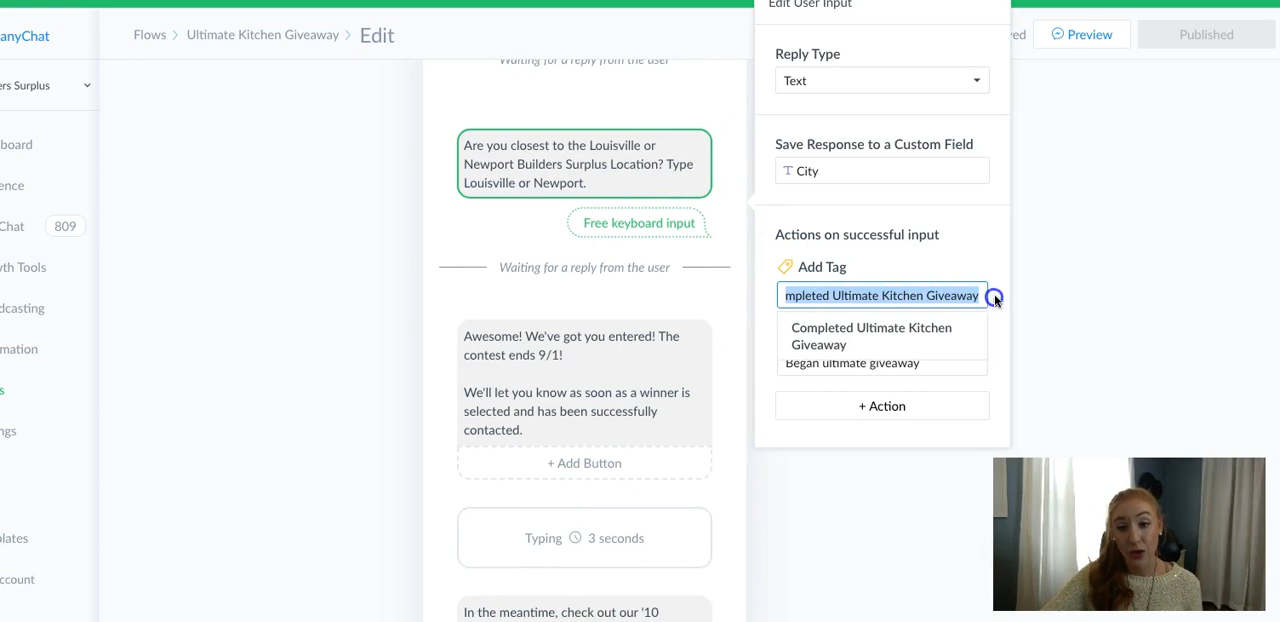 Edit User Input
anyChat
Flows > Ultimate Kitchen Giveaway > Edit
ved
Preview
Published
ers Surplus
board
ence
Chat 809
wth Tools
dcasting
mation
s
ngs
plates
ccount
Waiting for a reply from the user
Are you closest to the Louisville or
Newport Builders Surplus Location? Type
Louisville or Newport.
Free keyboard input
Waiting for a reply from the user
Awesome! We've got you entered! The
contest ends 9/1!
We'll let you know as soon as a winner is
selected and has been successfully
contacted.
+ Add Button
Typing 3 seconds
In the meantime, check out our '10
Reply Type
Text
Save Response to a Custom Field
T City
Actions on successful input
Add Tag
mpleted Ultimate Kitchen Giveaway
Completed Ultimate Kitchen
Giveaway
Began ultimate giveaway
+ Action